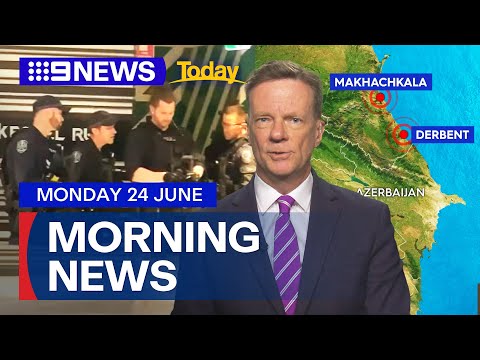 9NEWS Today
MAKHACHKALA
DERBENT
AZERBAIJAN
MONDAY 24 JUNE
MORNING
NEWS